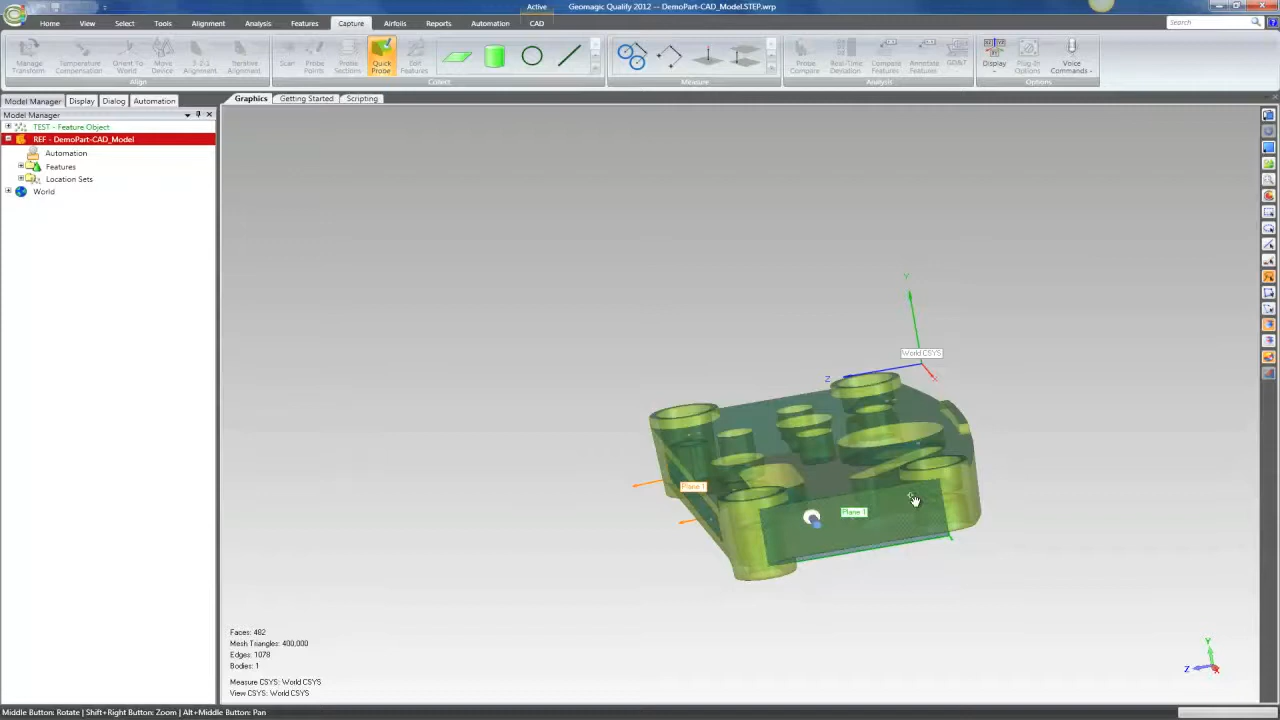 Active
Geomagic Qualify 2012 -- DemoPart-CAD_Model.STEP.wrp
Home View Select Tools Alignment Analysis Features Capture Airfoils Reports Automation CAD
Search
Manage Transform
Temperature Compensation
Orient To World
Move Device
3-2-1 Alignment
Iterative Alignment
Align
Scan
Probe Points
Probe Sections
Quick Probe
Edit Features
Collect
Measure
Probe Compare
Real-Time Deviation
Compare Features
Annotate Features
GD&T
Analysis
Display
Plug-In Options
Voice Commands
Options
Model Manager Display Dialog Automation
Graphics Getting Started Scripting
Model Manager
TEST - Feature Object
REF - DemoPart-CAD_Model
Automation
Features
Location Sets
World
Y
World CSYS
Z
X
Plane 1
Plane 1
Faces: 482
Mesh Triangles: 400,000
Edges: 1078
Bodies: 1
Measure CSYS: World CSYS
View CSYS: World CSYS
Y
Z
X
Middle Button: Rotate | Shift+Right Button: Zoom | Alt+Middle Button: Pan